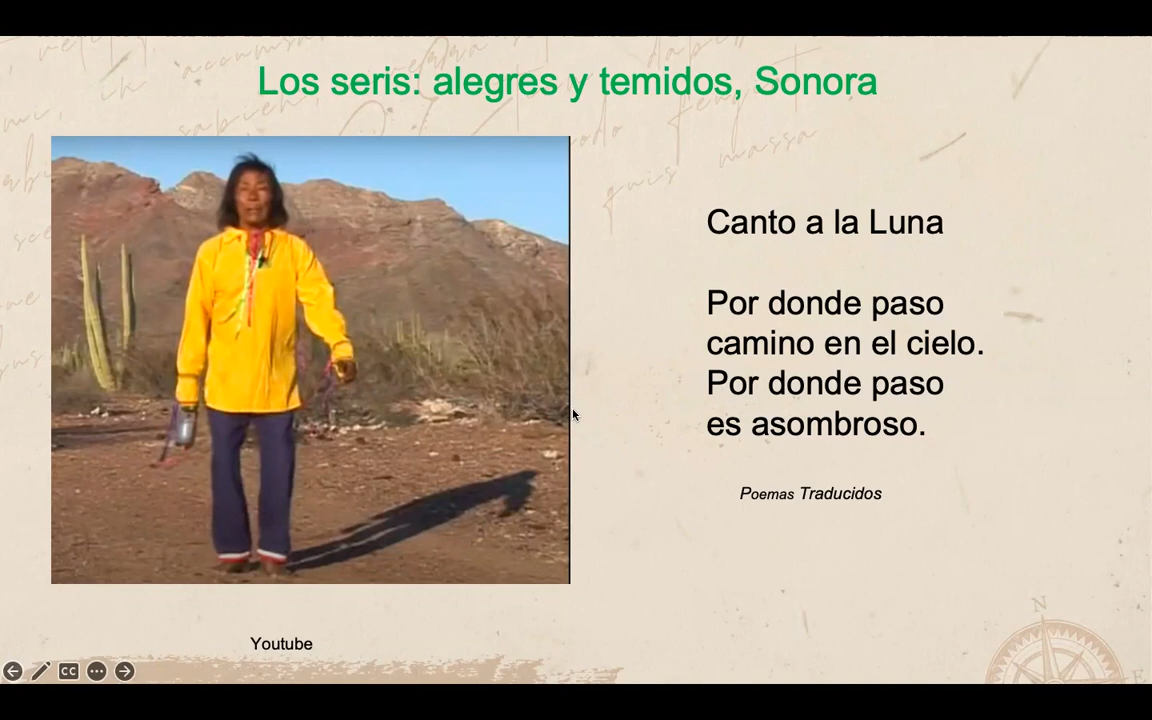 Los seris: alegres y temidos, Sonora
Canto a la Luna
Por donde paso
camino en el cielo.
Por donde paso
es asombroso.
Poemas Traducidos
Youtube
CC
N
E